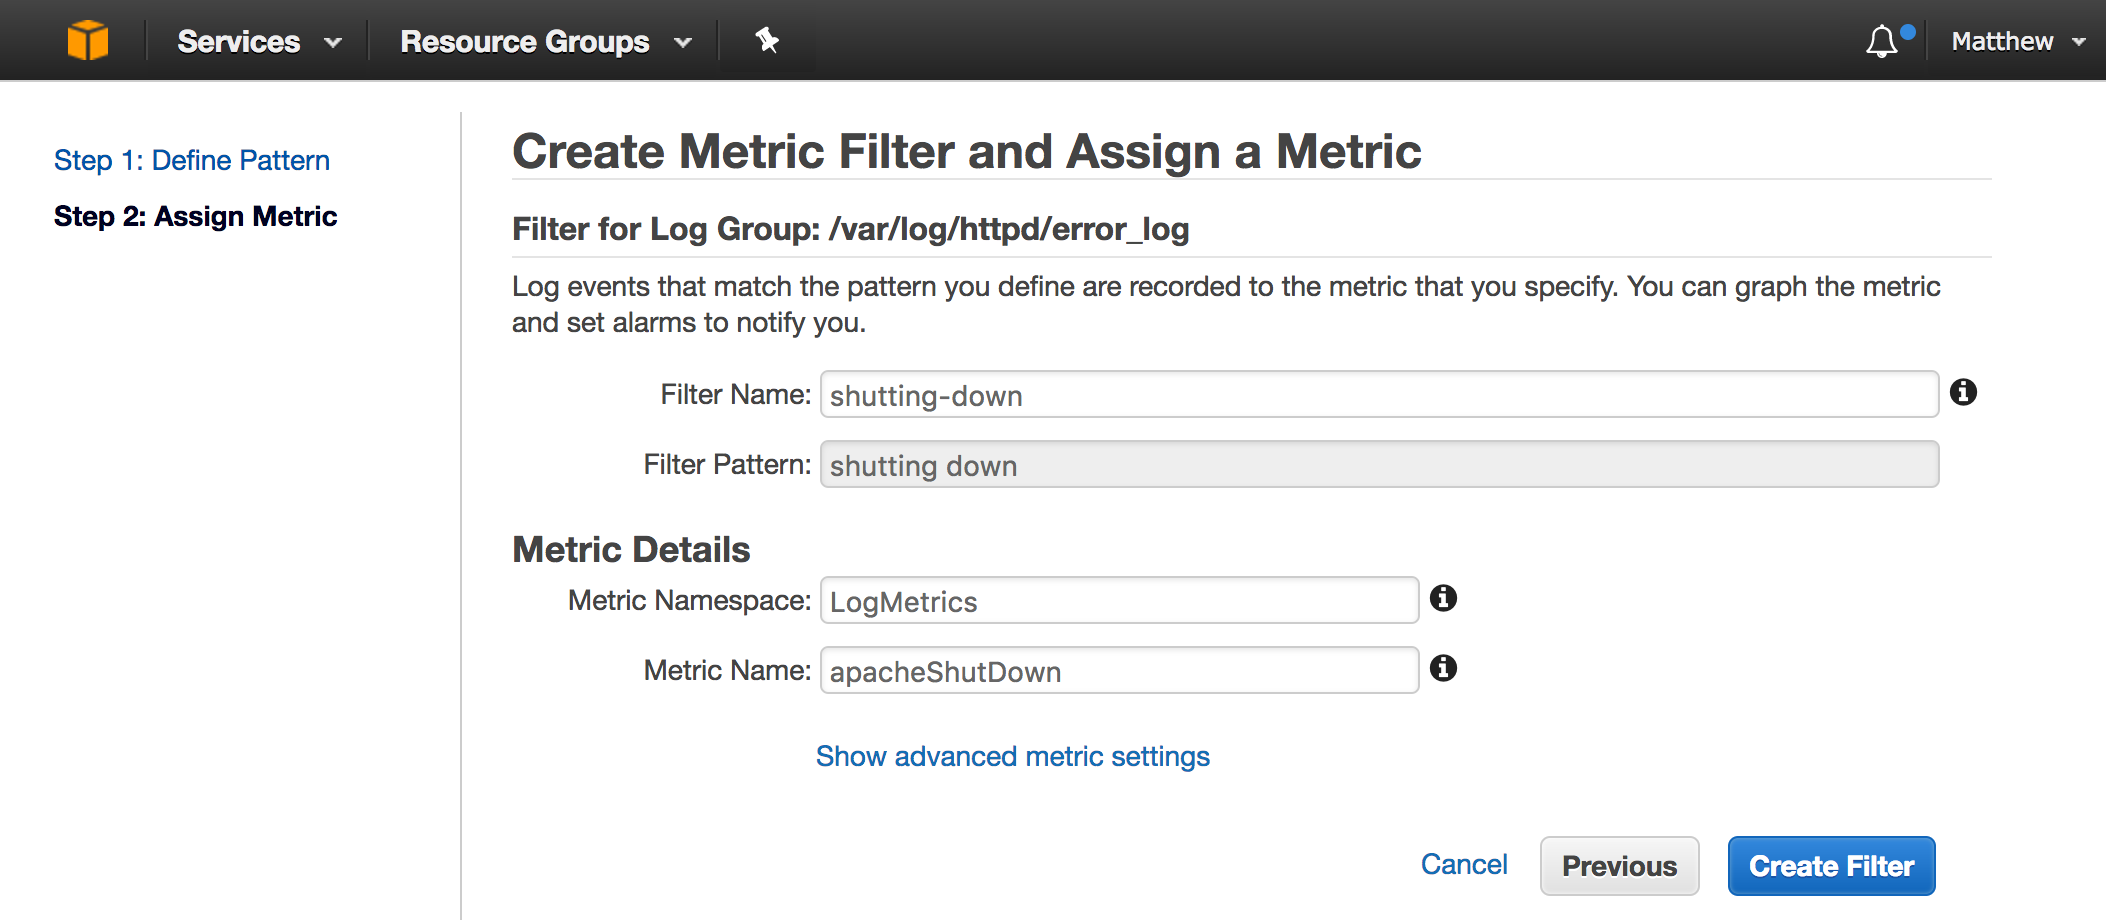 Services
Resource Groups
Matthew
Step 1: Define Pattern
Step 2: Assign Metric
Create Metric Filter and Assign a Metric
Filter for Log Group: /var/log/httpd/error_log
Log events that match the pattern you define are recorded to the metric that you specify. You can graph the metric
and set alarms to notify you.
Filter Name: shutting-down
Filter Pattern: shutting down
Metric Details
Metric Namespace: LogMetrics
Metric Name: apacheShutDown
Show advanced metric settings
Cancel Previous Create Filter